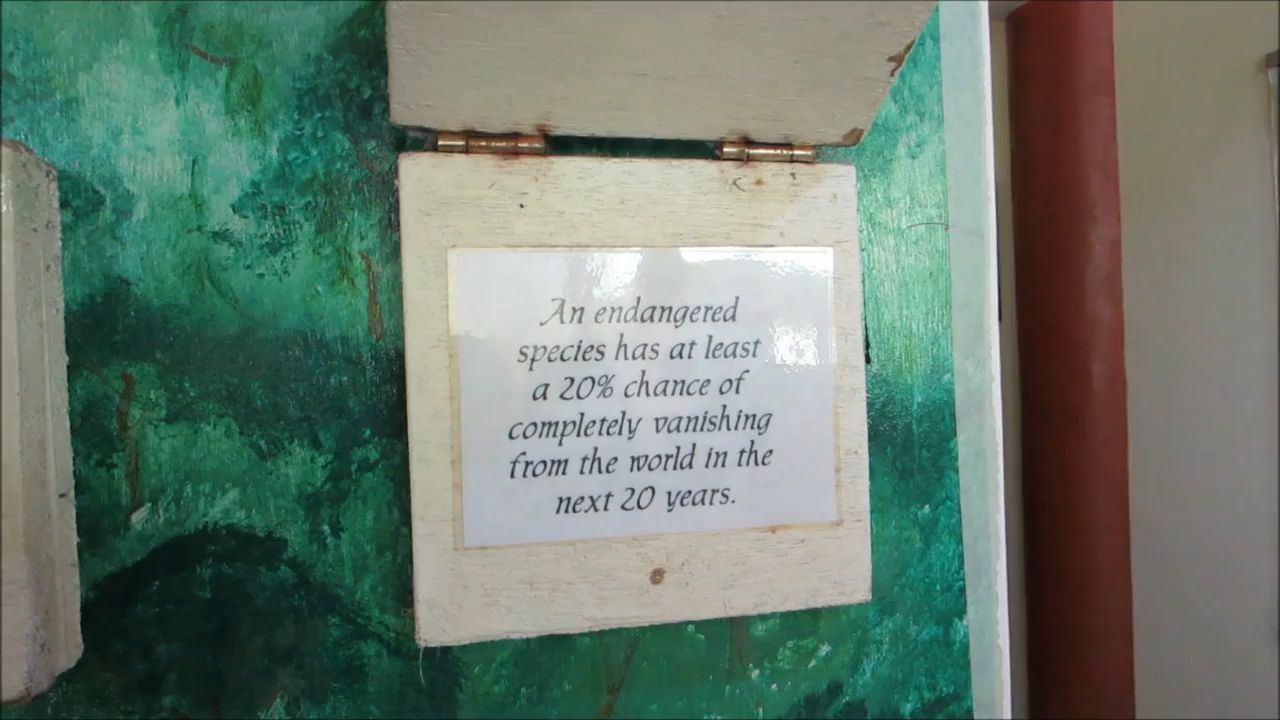 An endangered
species has at least
a 20% chance of
completely vanishing
from the world in the
next 20 years.